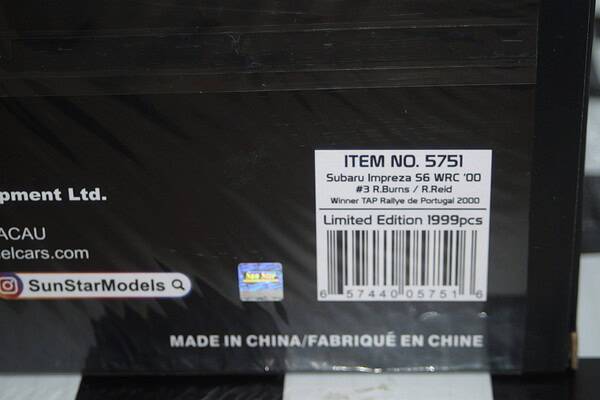 ITEM NO. 5751
Subaru Impreza S6 WRC '00
#3 R.Burns / R.Reid
Winner TAP Rallye de Portugal 2000
Limited Edition 1999pcs
6 57440 05751 6
pment Ltd.
ACAU
elcars.com
SunStarModels
MADE IN CHINA/FABRIQUÉ EN CHINE